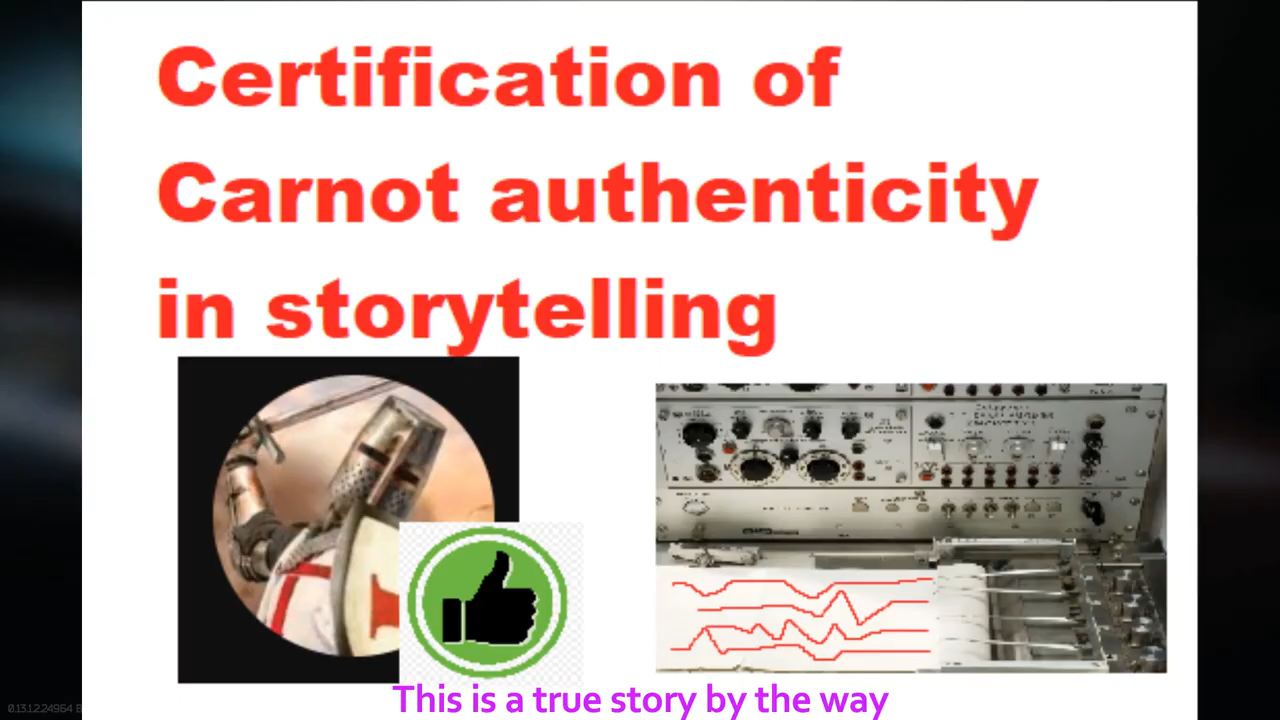 Certification of
Carnot authenticity
in storytelling
This is a true story by the way